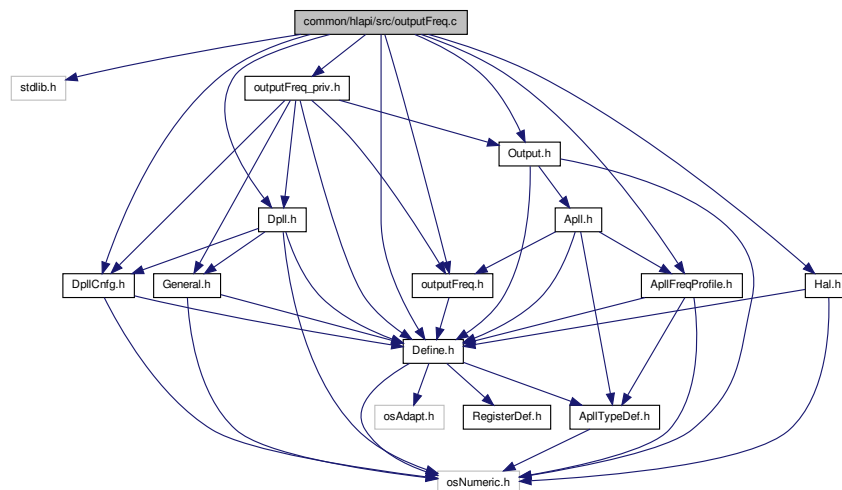 common/hlapi/src/outputFreq.c
stdlib.h
outputFreq_priv.h
Output.h
Dpll.h
Apll.h
DpllCnfg.h
General.h
outputFreq.h
ApllFreqProfile.h
Hal.h
Define.h
osAdapt.h
RegisterDef.h
ApllTypeDef.h
osNumeric.h